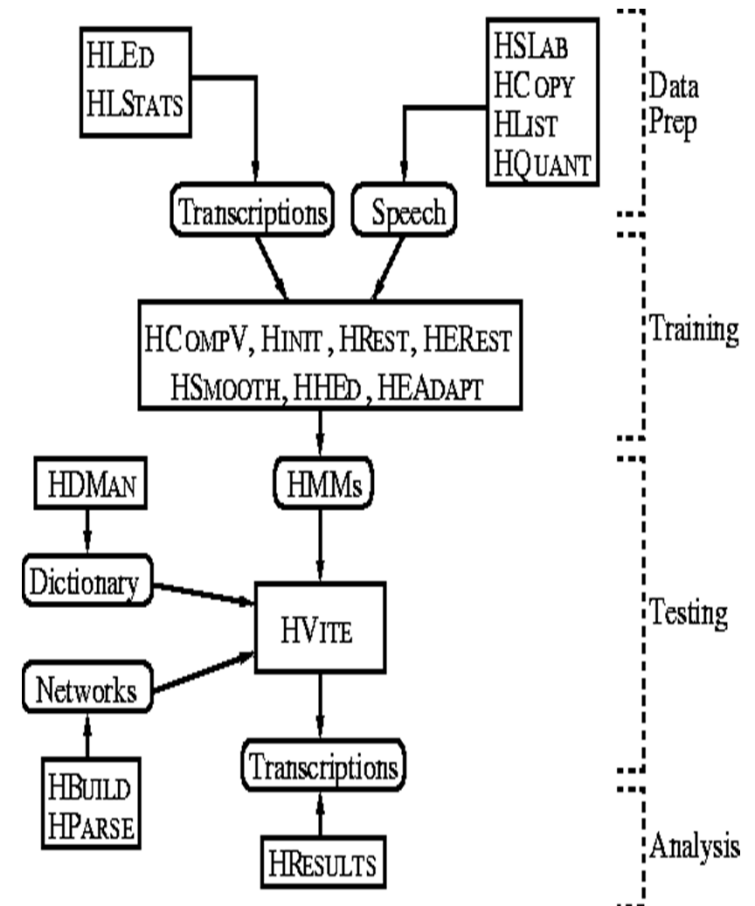 HLED
HLSTATS
HSLAB
HCOPY
HLIST
HQUANT
Data
Prep
Transcriptions
Speech
HCOMPV, HINIT, HREST, HEREST
HSMOOTH, HHED, HEADAPT
Training
HDMAN
HMMs
Dictionary
HVITE
Testing
Networks
Transcriptions
HBUILD
HPARSE
HRESULTS
Analysis